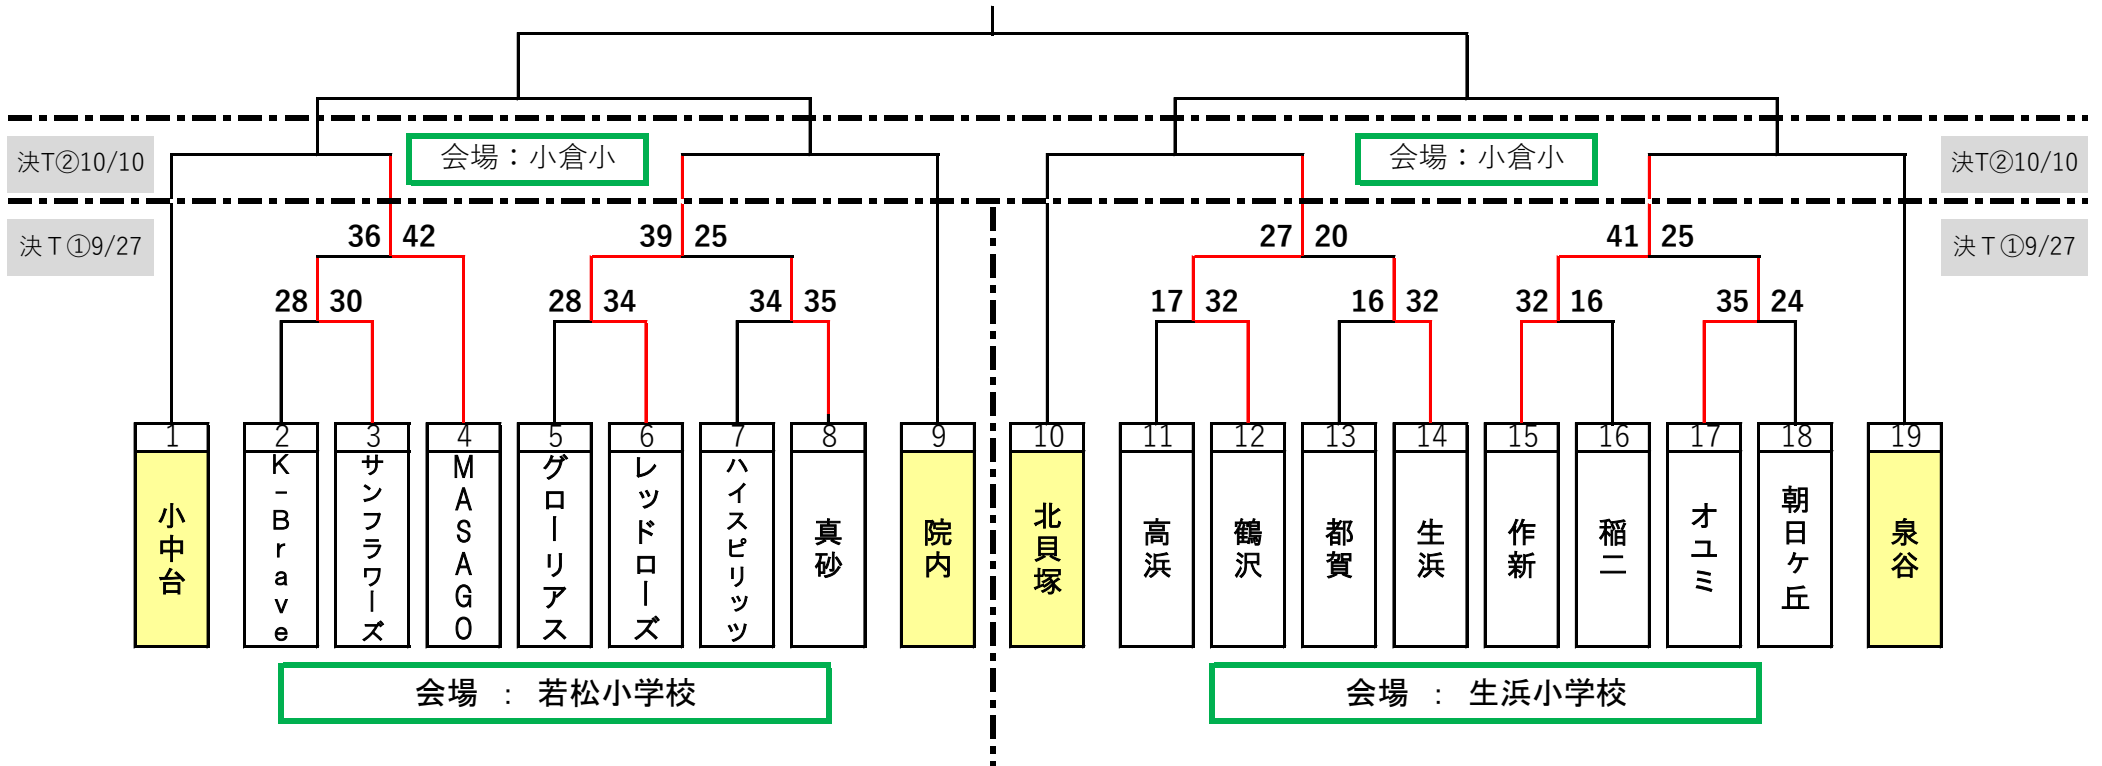 決T②10/10
会場：小倉小
会場：小倉小
決T②10/10
決T①9/27
36 42
39 25
27 20
41 25
決T①9/27
28 30
28 34
34 35
17 32
16 32
32 16
35 24
1
2
3
4
5
6
7
8
9
10
11
12
13
14
15
16
17
18
19
小中台
K-Brave
サンフラワーズ
MASAGO
グローリアス
レッドローズ
ハイスピリッツ
真砂
院内
北貝塚
高浜
鶴沢
都賀
生浜
作新
稲二
オユミ
朝日ケ丘
泉谷
会場 : 若松小学校
会場 : 生浜小学校